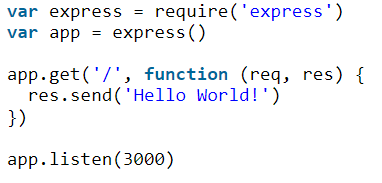 var express = require('express')
var app = express()

app.get('/', function (req, res) {
  res.send('Hello World!')
})

app.listen(3000)